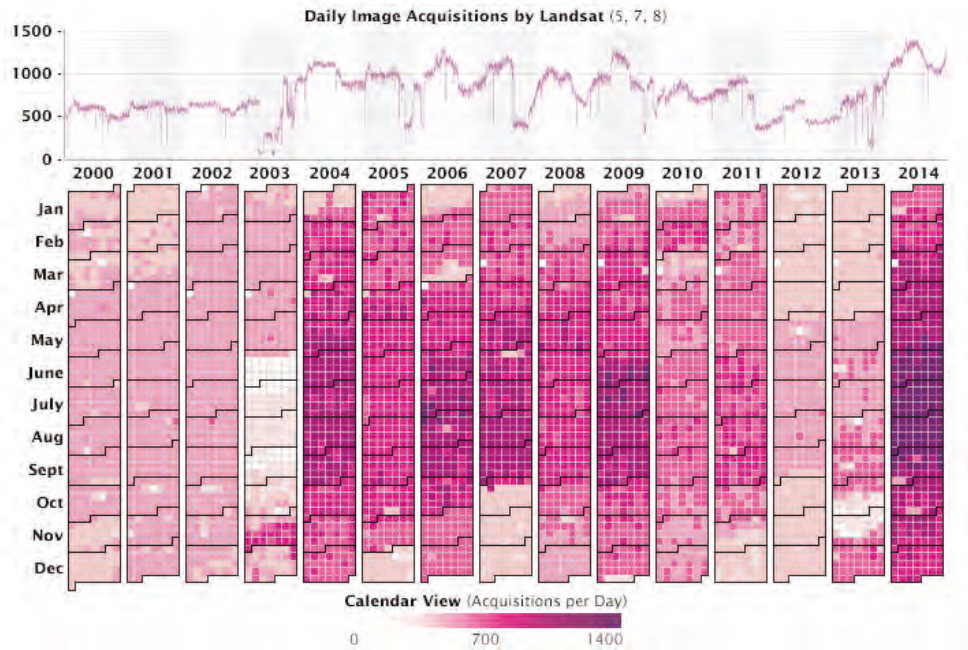 Daily Image Acquisitions by Landsat (5, 7, 8)
1500 -
1000 -
500 -
0 -
2000 2001 2002 2003 2004 2005 2006 2007 2008 2009 2010 2011 2012 2013 2014
Jan
Feb
Mar
Apr
May
June
July
Aug
Sept
Oct
Nov
Dec
Calendar View (Acquisitions per Day)
0 700 1400